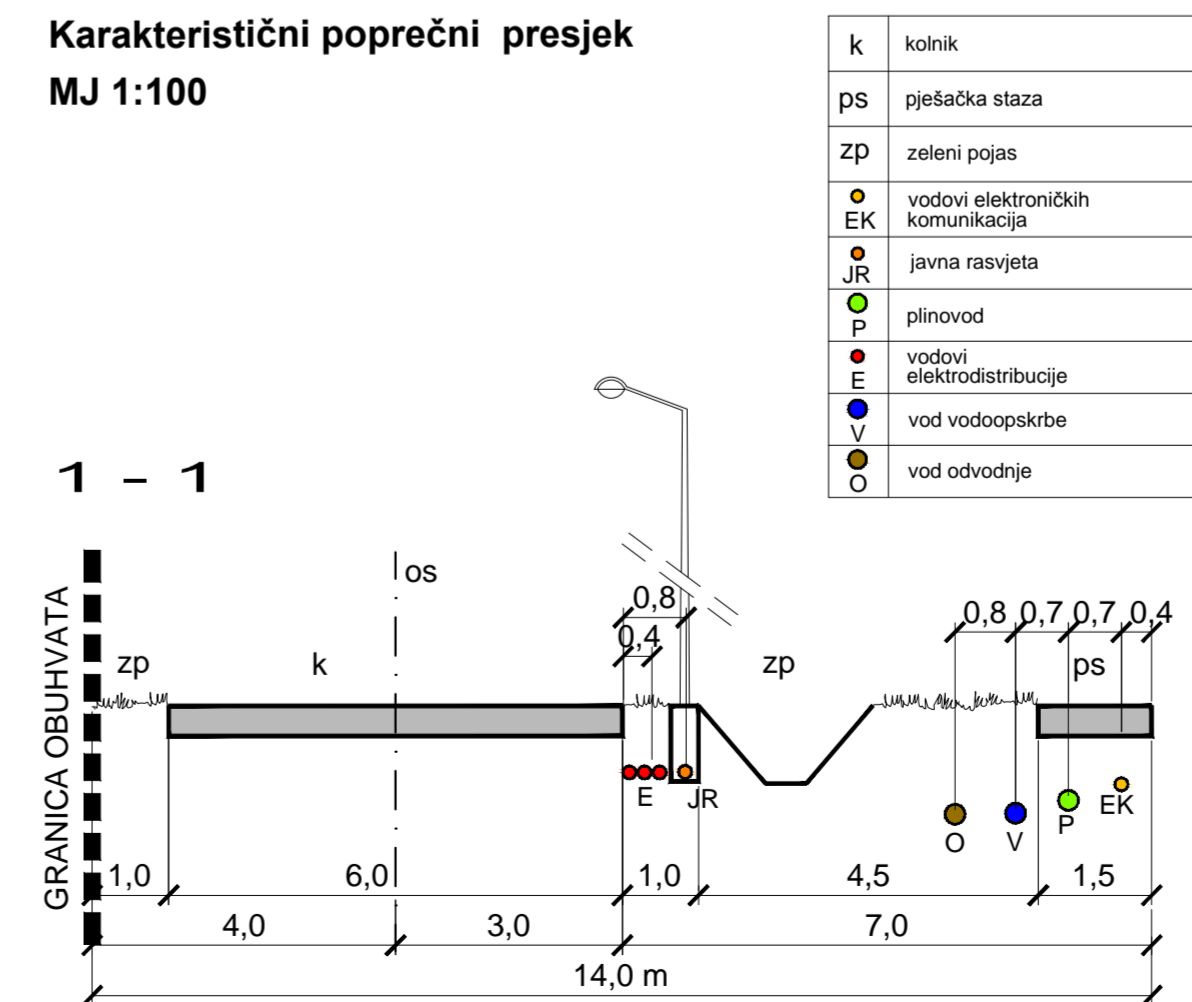 Karakteristični poprečni presjek
MJ 1:100
k kolnik
ps pješačka staza
zp zeleni pojas
EK vodovi elektroničkih
komunikacija
JR javna rasvjeta
P plinovod
E vodovi
elektrodistribucije
V vod vodoopskrbe
O vod odvodnje
1 - 1
GRANICA OBUHVATA
os
0,8
0,4
0,8 0,7 0,7 0,4
zp k zp ps
E JR O V P EK
1,0 6,0 1,0 4,5 1,5
4,0 3,0 7,0
14,0 m